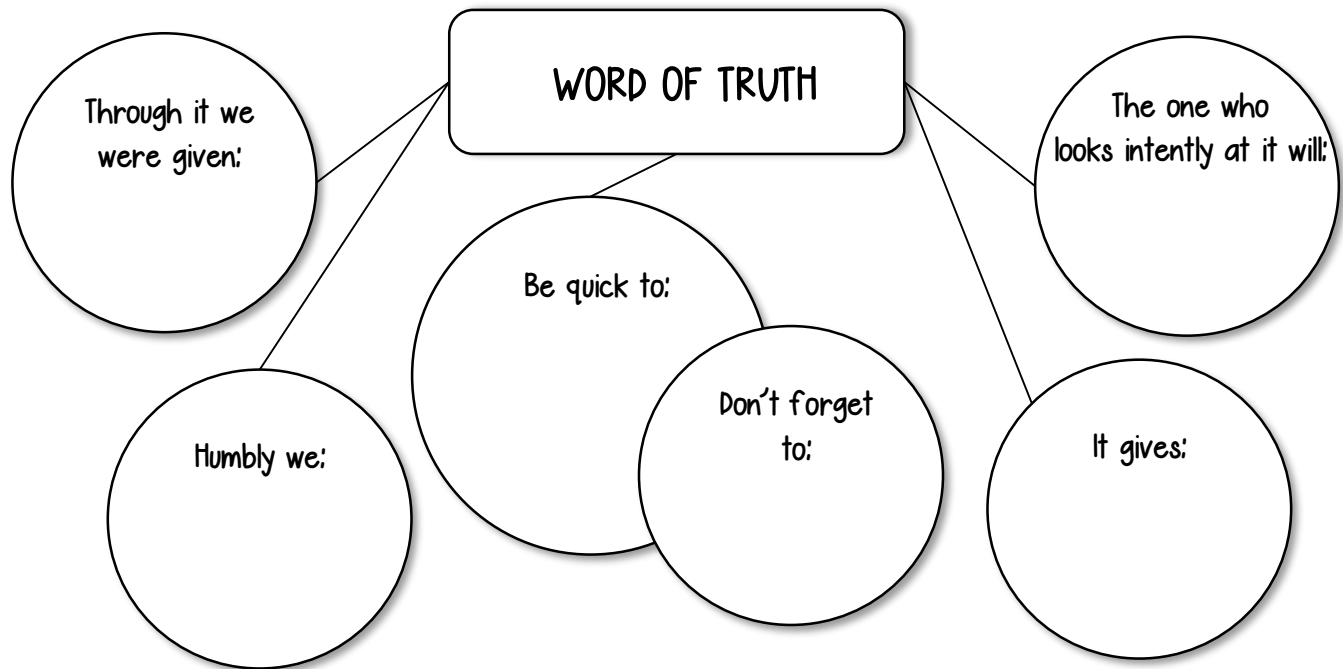 WORD OF TRUTH
Through it we
were given:
The one who
looks intently at it will:
Be quick to:
Don't forget
to:
Humbly we:
It gives: